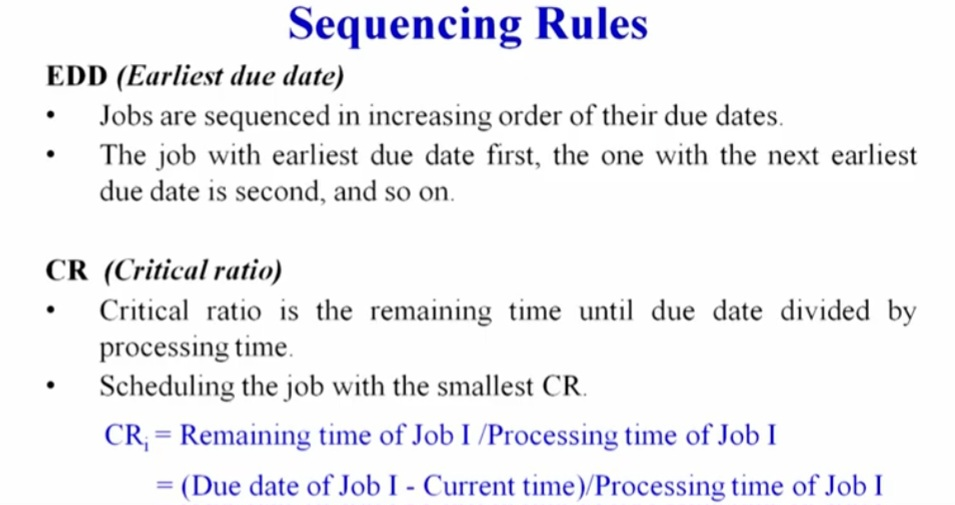 Sequencing Rules
EDD (Earliest due date)
• Jobs are sequenced in increasing order of their due dates.
• The job with earliest due date first, the one with the next earliest
due date is second, and so on.
CR (Critical ratio)
• Critical ratio is the remaining time until due date divided by
processing time.
• Scheduling the job with the smallest CR.
CRi = Remaining time of Job I /Processing time of Job I
= (Due date of Job I - Current time)/Processing time of Job I